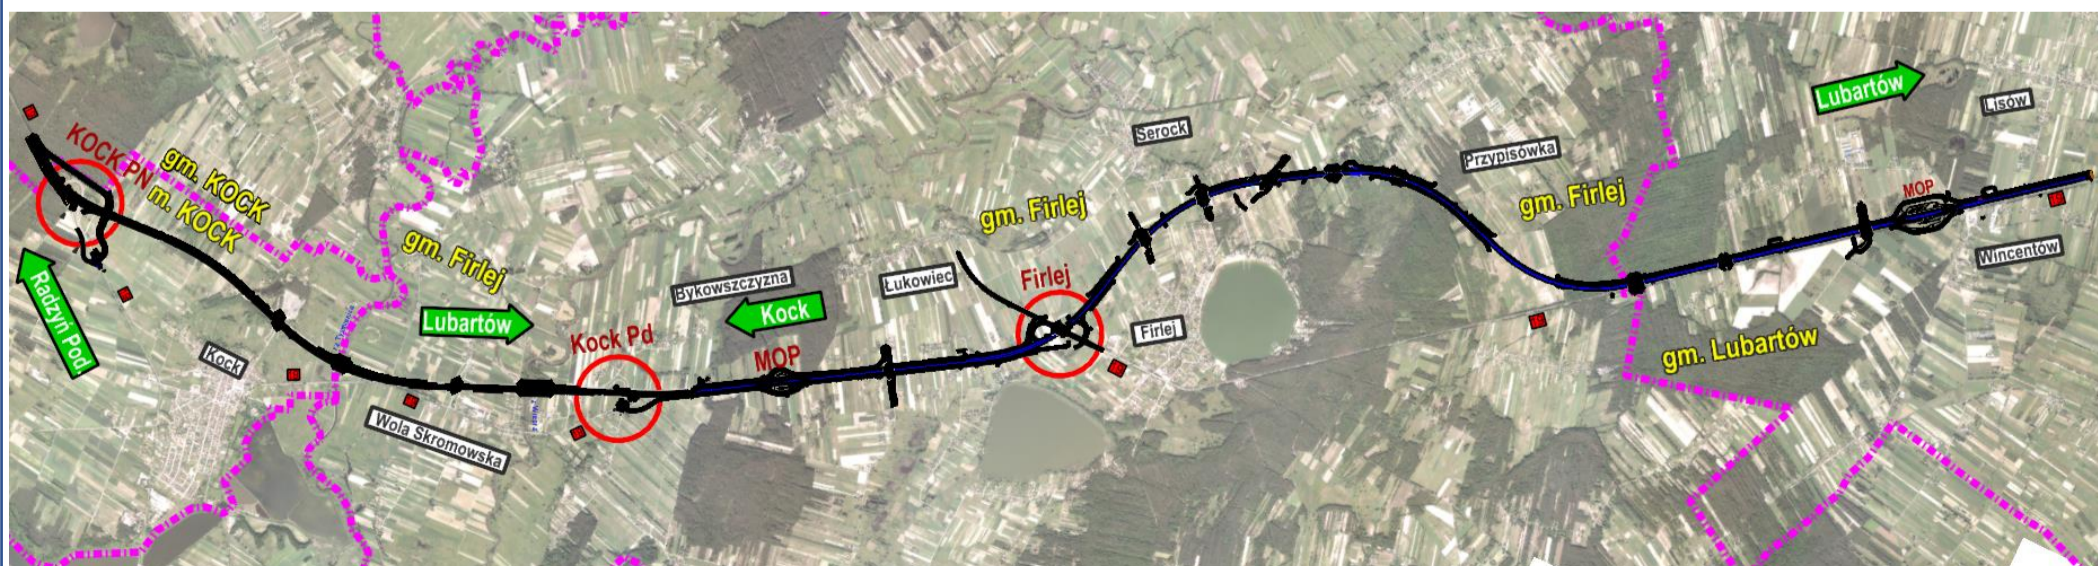 KOCK PN
gm. KOCK
m. KOCK
Radzyń Pod.
Kock
gm. Firlej
Lubartów
Wola Skromowska
Kock Pd
Bykowszczyzna
Kock
MOP
Łukowiec
Firlej
gm. Firlej
Serock
Firlej
Przypisówka
gm. Firlej
gm. Lubartów
Lubartów
Lisów
MOP
Wincentów